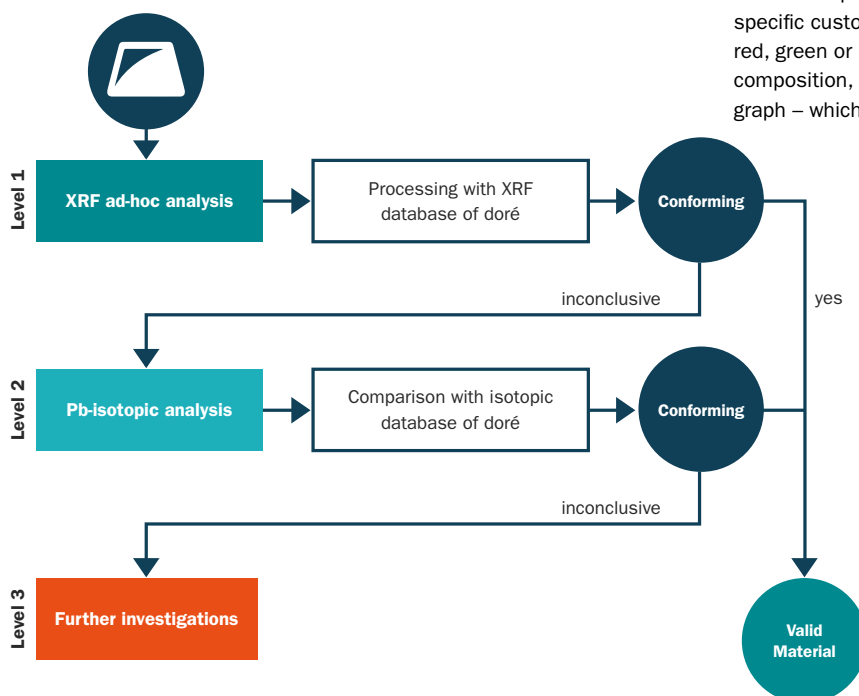 specific custo
red, green or
composition,
graph – which
Level 1
XRF ad-hoc analysis
Processing with XRF
database of doré
Conforming
inconclusive
yes
Level 2
Pb-isotopic analysis
Comparison with isotopic
database of doré
Conforming
inconclusive
Level 3
Further investigations
Valid
Material